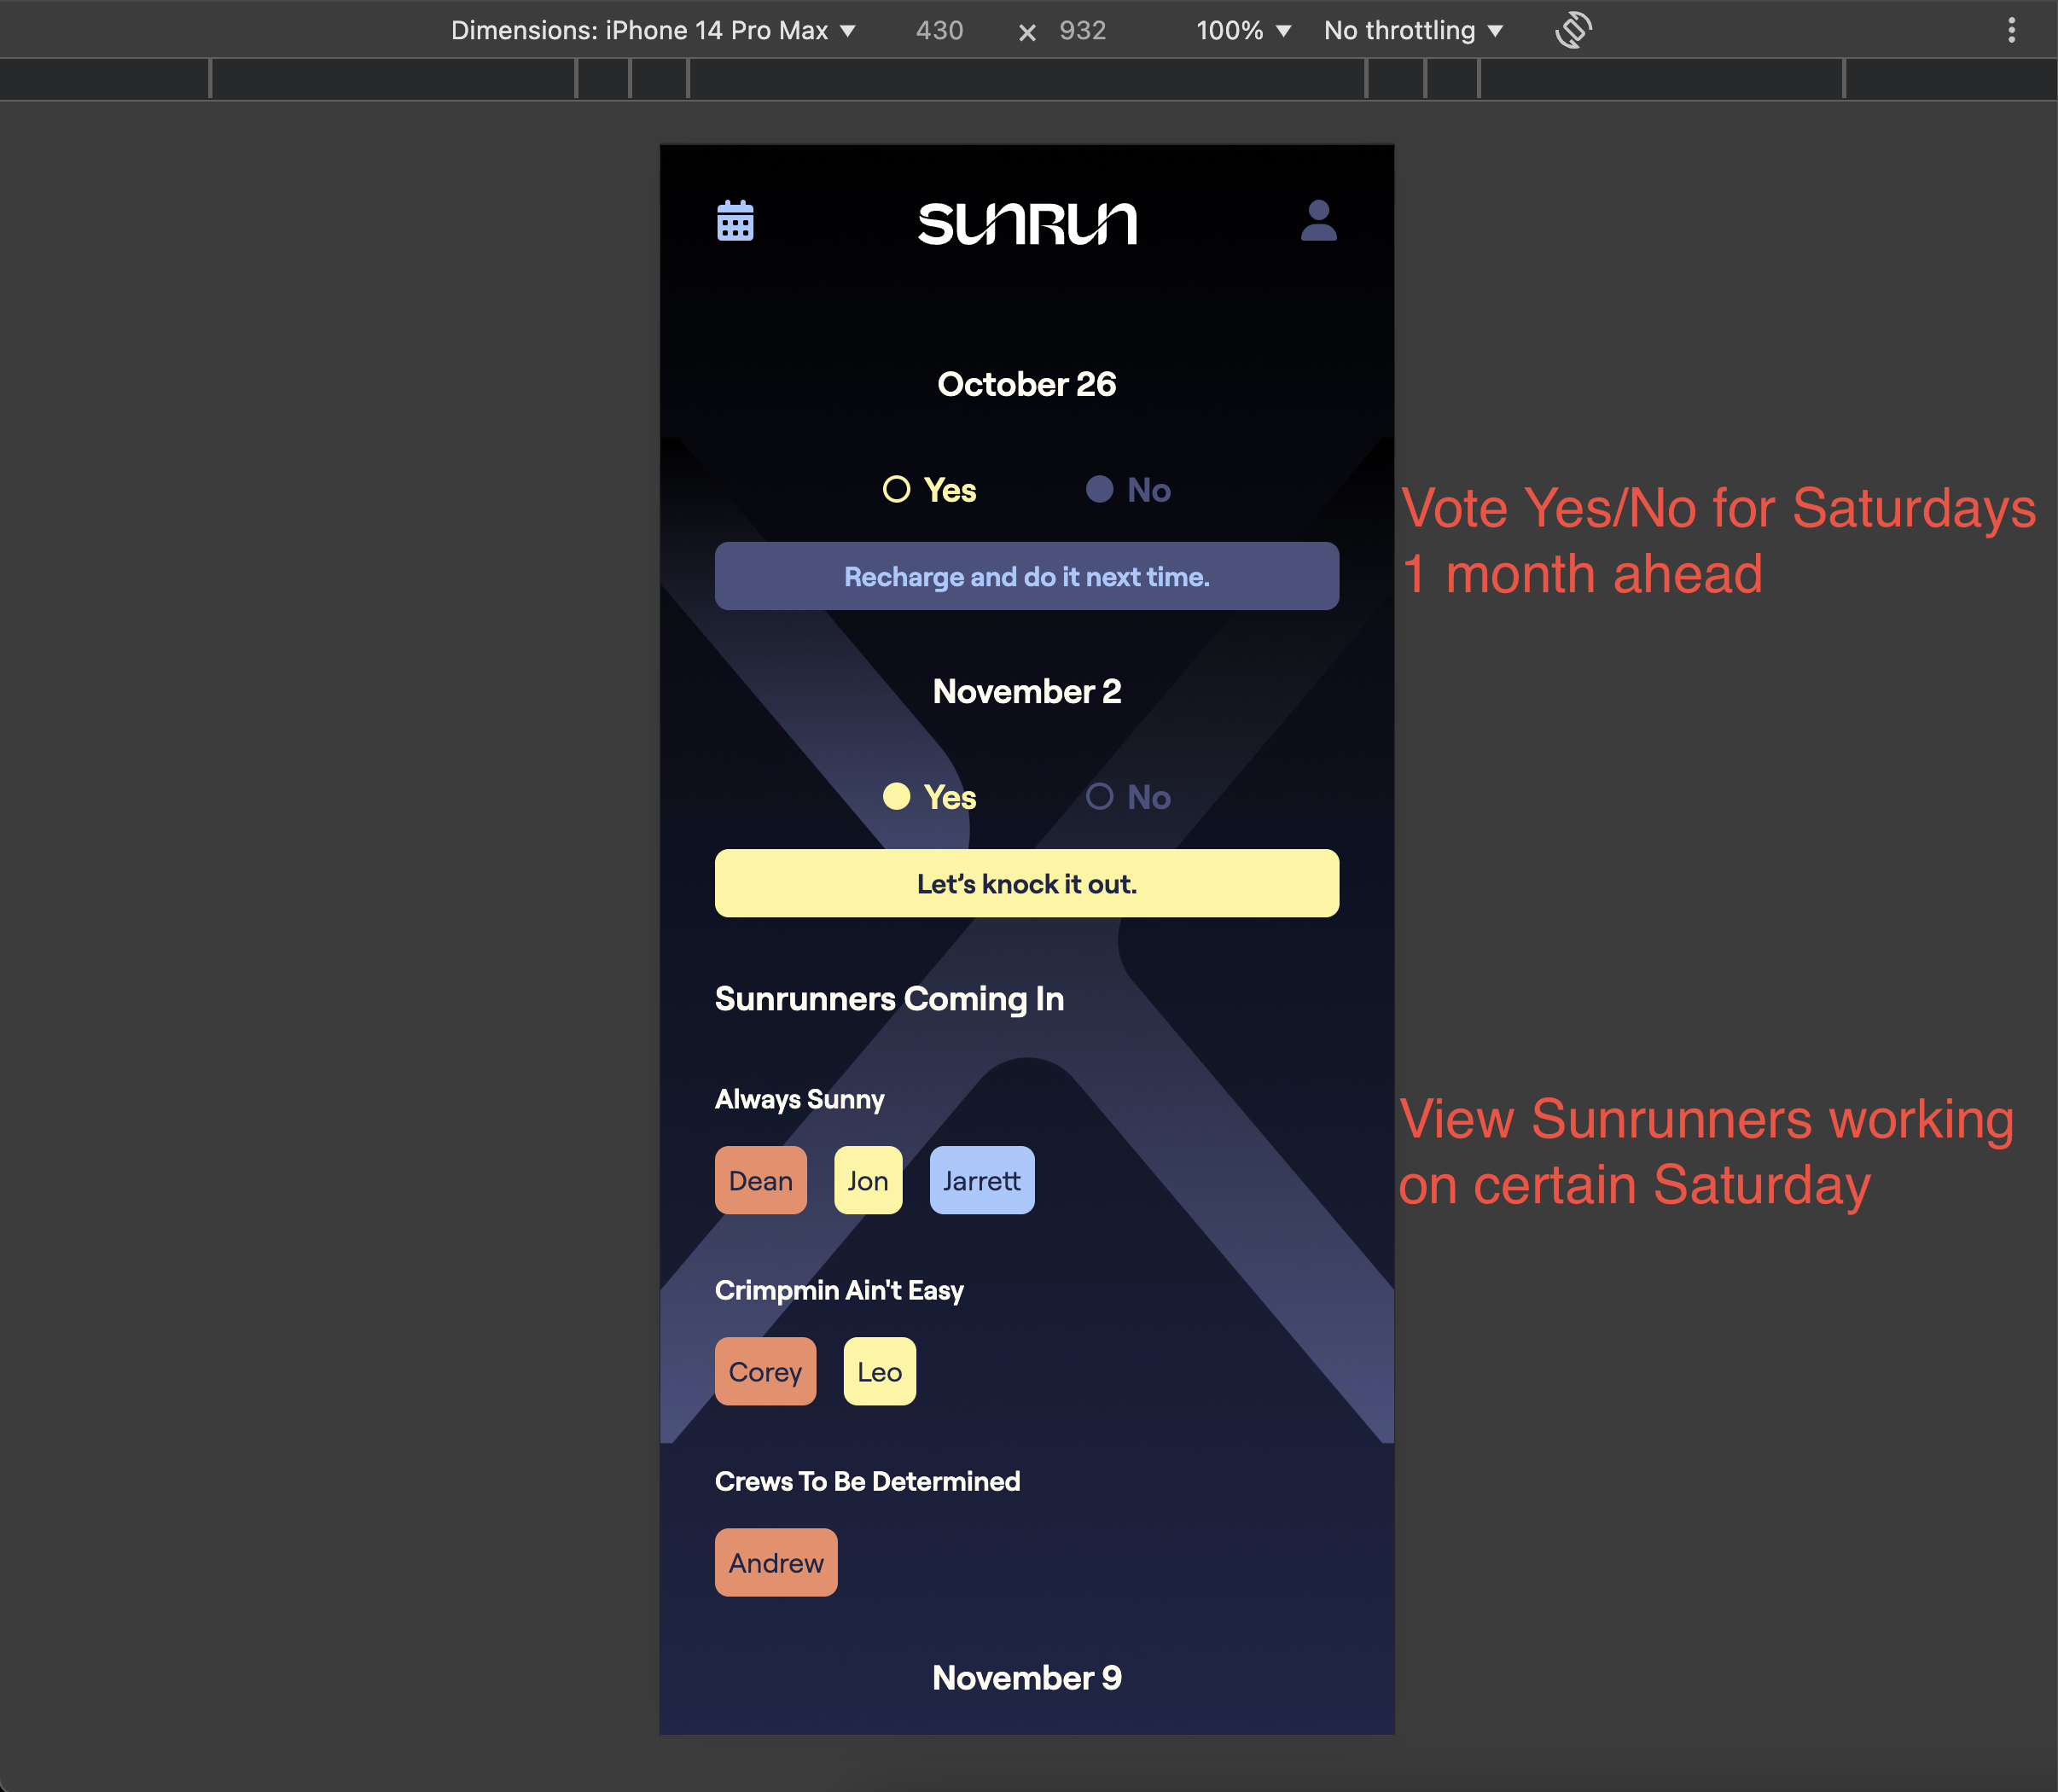 Dimensions: iPhone 14 Pro Max ▼ 430 × 932 100% ▼ No throttling ▼
sunrun
October 26
Yes No
Vote Yes/No for Saturdays
1 month ahead
Recharge and do it next time.
November 2
Yes No
Let's knock it out.
Sunrunners Coming In
Always Sunny
View Sunrunners working
on certain Saturday
Dean Jon Jarrett
Crimpmin Ain't Easy
Corey Leo
Crews To Be Determined
Andrew
November 9